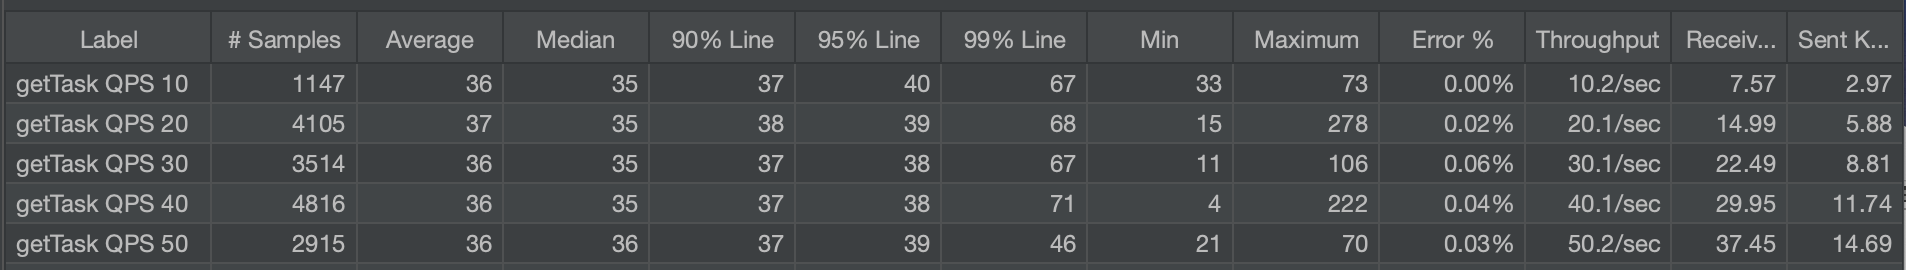 Label # Samples Average Median 90% Line 95% Line 99% Line Min Maximum Error % Throughput Receiv... Sent K...
getTask QPS 10 1147 36 35 37 40 67 33 73 0.00% 10.2/sec 7.57 2.97
getTask QPS 20 4105 37 35 38 39 68 15 278 0.02% 20.1/sec 14.99 5.88
getTask QPS 30 3514 36 35 37 38 67 11 106 0.06% 30.1/sec 22.49 8.81
getTask QPS 40 4816 36 35 37 38 71 4 222 0.04% 40.1/sec 29.95 11.74
getTask QPS 50 2915 36 36 37 39 46 21 70 0.03% 50.2/sec 37.45 14.69